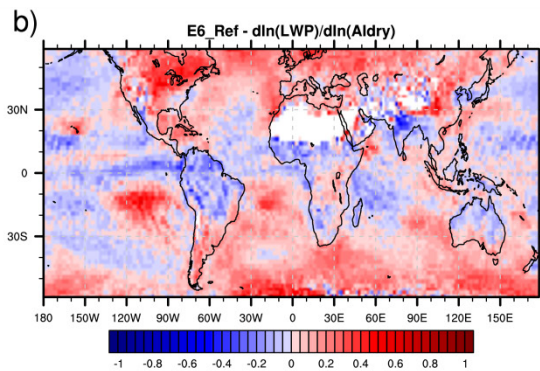 b)
E6_Ref - dln(LWP)/dln(AIdry)
30N
0
30S
180 150W 120W 90W 60W 30W 0 30E 60E 90E 120E 150E
-1 -0.8 -0.6 -0.4 -0.2 0 0.2 0.4 0.6 0.8 1